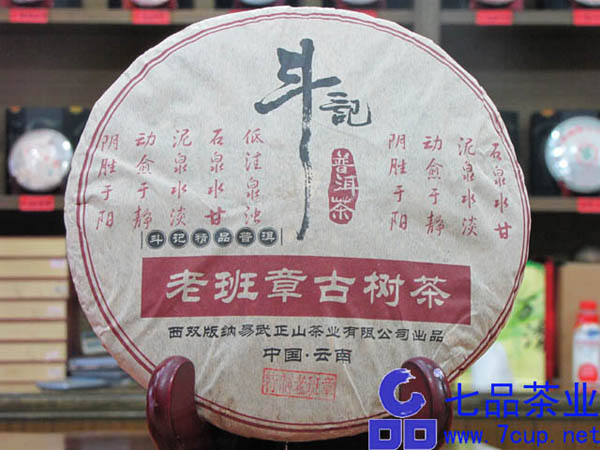 斗記
普洱茶
低洼泉浊
石泉水甘
泥泉水淡
动愈于静
阴胜于阳
石泉水甘
泥泉水淡
动愈于静
阴胜于阳
斗记精品普洱
老班章古树茶
西双版纳易武正山茶业有限公司出品
中国·云南
七品茶业
www.7cup.net